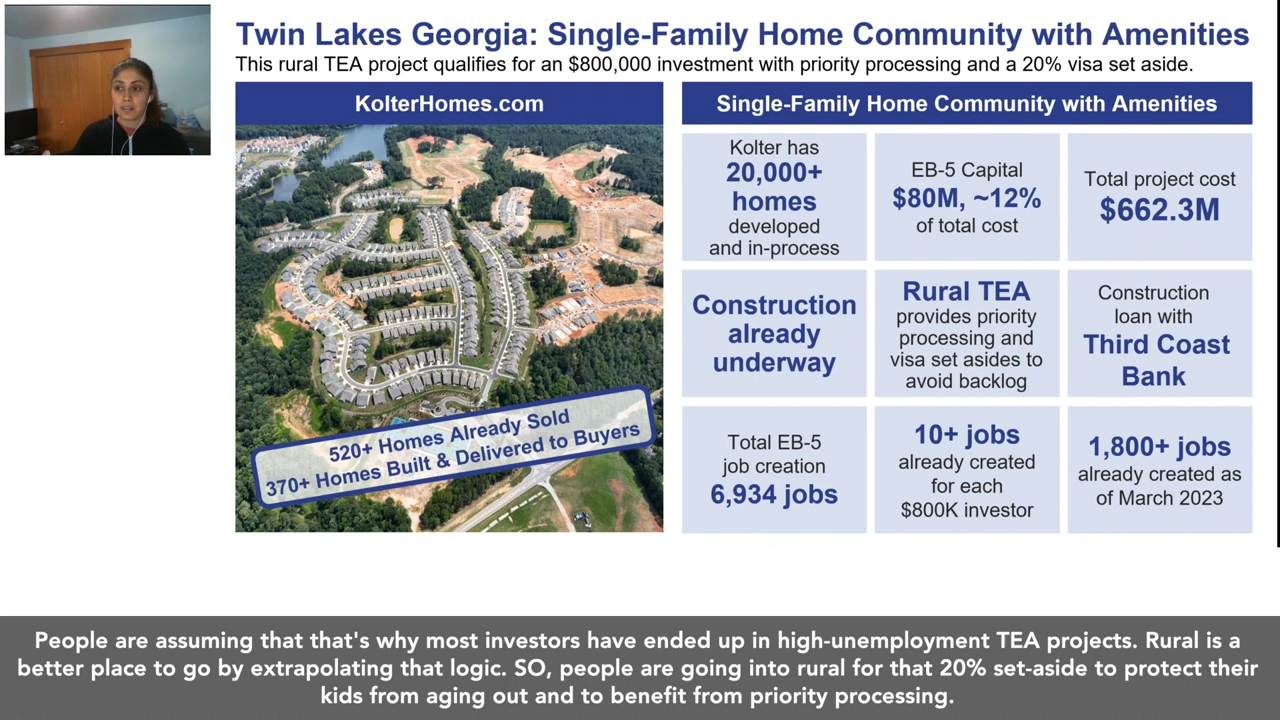 Twin Lakes Georgia: Single-Family Home Community with Amenities
This rural TEA project qualifies for an $800,000 investment with priority processing and a 20% visa set aside.
KolterHomes.com
520+ Homes Already Sold
370+ Homes Built & Delivered to Buyers
Single-Family Home Community with Amenities
Kolter has
20,000+
homes
developed
and in-process
EB-5 Capital
$80M, ~12%
of total cost
Total project cost
$662.3M
Construction
already
underway
Rural TEA
provides priority
processing and
visa set asides to
avoid backlog
Construction
loan with
Third Coast
Bank
Total EB-5
job creation
6,934 jobs
10+ jobs
already created
for each
$800K investor
1,800+ jobs
already created as
of March 2023
People are assuming that that's why most investors have ended up in high-unemployment TEA projects. Rural is a
better place to go by extrapolating that logic. SO, people are going into rural for that 20% set-aside to protect their
kids from aging out and to benefit from priority processing.